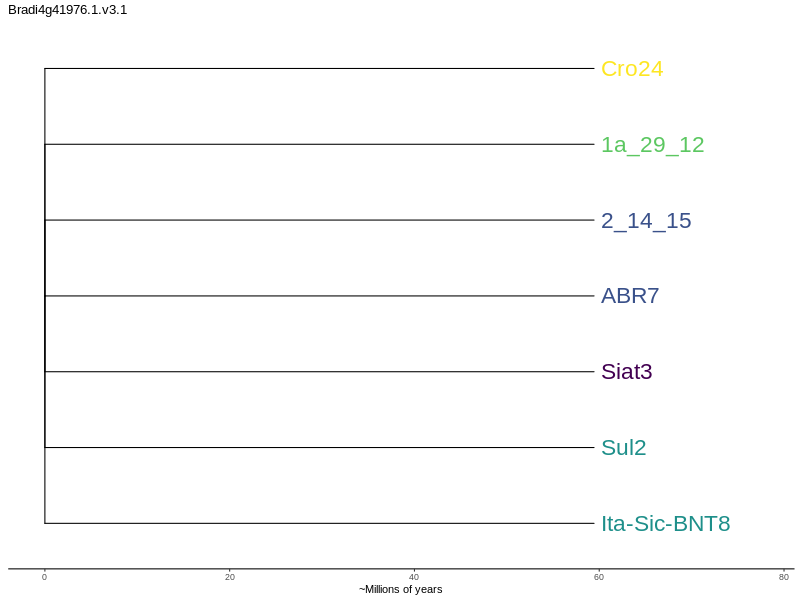 Bradi4g41976.1.v3.1
Cro24
1a_29_12
2_14_15
ABR7
Siat3
Sul2
Ita-Sic-BNT8
0 20 40 60 80
~Millions of years